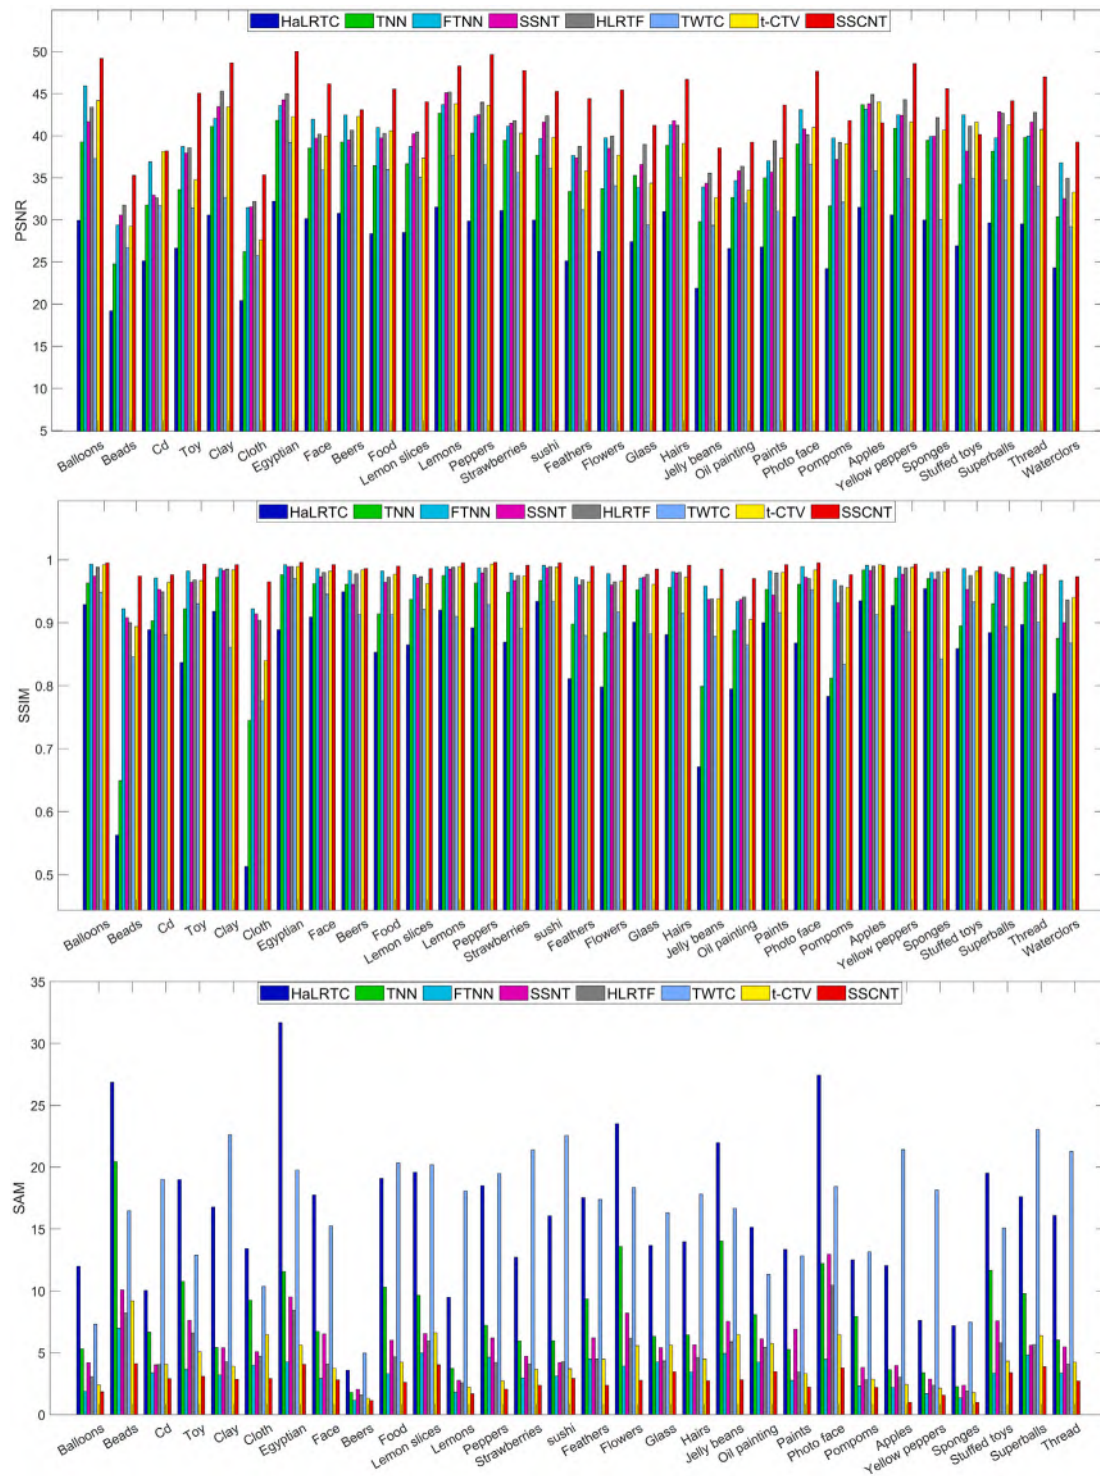 HaLRTC TNN FTNN SSNT HLRTF TWTC t-CTV SSCNT
50
45
40
35
30
25
20
15
10
5
PSNR
Balloons
Beads
Cd
Toy
Clay
Cloth
Egyptian
Face
Beers
Food
Lemon slices
Lemons
Peppers
Strawberries
sushi
Feathers
Flowers
Glass
Hairs
Jelly beans
Oil painting
Paints
Photo face
Pompoms
Apples
Yellow peppers
Sponges
Stuffed toys
Superballs
Thread
Waterclors
HaLRTC TNN FTNN SSNT HLRTF TWTC t-CTV SSCNT
1
0.9
0.8
0.7
0.6
0.5
SSIM
Balloons
Beads
Cd
Toy
Clay
Cloth
Egyptian
Face
Beers
Food
Lemon slices
Lemons
Peppers
Strawberries
sushi
Feathers
Flowers
Glass
Hairs
Jelly beans
Oil painting
Paints
Photo face
Pompoms
Apples
Yellow peppers
Sponges
Stuffed toys
Superballs
Thread
Waterclors
35
HaLRTC TNN FTNN SSNT HLRTF TWTC t-CTV SSCNT
30
25
20
15
10
5
0
SAM
Balloons
Beads
Cd
Toy
Clay
Cloth
Egyptian
Face
Beers
Food
Lemon slices
Lemons
Peppers
Strawberries
sushi
Feathers
Flowers
Glass
Hairs
Jelly beans
Oil painting
Paints
Photo face
Pompoms
Apples
Yellow peppers
Sponges
Stuffed toys
Superballs
Thread